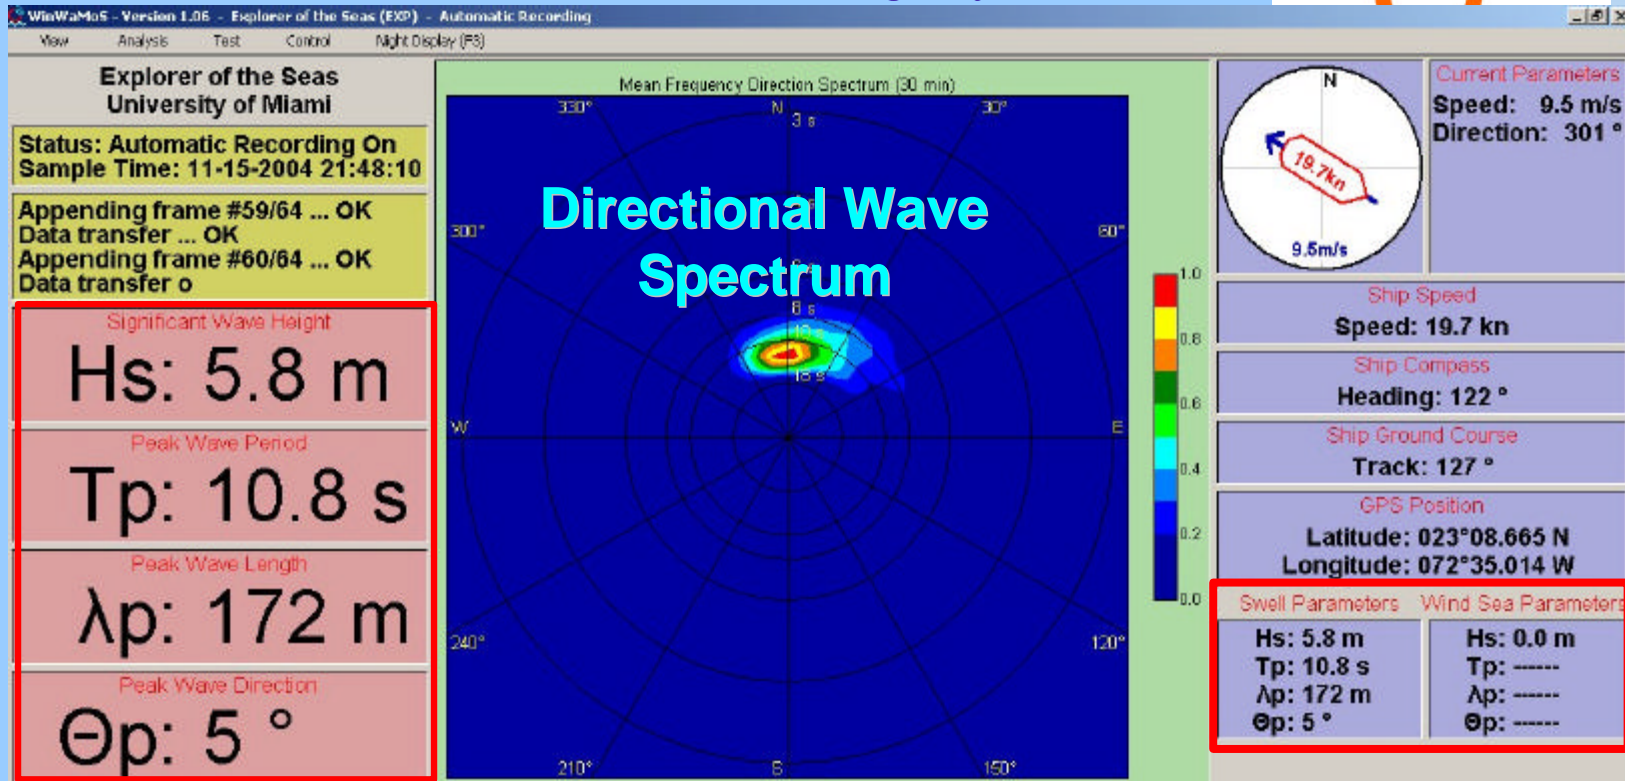 WinWaMoS - Version 1.06 - Explorer of the Seas (EXP) - Automatic Recording
View Analysis Test Control Night Display (F3)
Explorer of the Seas
University of Miami
Status: Automatic Recording On
Sample Time: 11-15-2004 21:48:10
Appending frame #59/64 ... OK
Data transfer ... OK
Appending frame #60/64 ... OK
Data transfer o
Significant Wave Height
Hs: 5.8 m
Peak Wave Period
Tp: 10.8 s
Peak Wave Length
λp: 172 m
Peak Wave Direction
Θp: 5 °
Mean Frequency Direction Spectrum (30 min)
330° N 30°
3 s
Directional Wave
300° 60°
Spectrum
8 s
10 s
18 s
W E
240° 120°
210° S 150°
1.0
0.8
0.6
0.4
0.2
0.0
N
19.7kn
9.5m/s
Current Parameters
Speed: 9.5 m/s
Direction: 301 °
Ship Speed
Speed: 19.7 kn
Ship Compass
Heading: 122 °
Ship Ground Course
Track: 127 °
GPS Position
Latitude: 023°08.665 N
Longitude: 072°35.014 W
Swell Parameters Wind Sea Parameters
Hs: 5.8 m Hs: 0.0 m
Tp: 10.8 s Tp: ------
λp: 172 m λp: ------
Θp: 5 ° Θp: ------